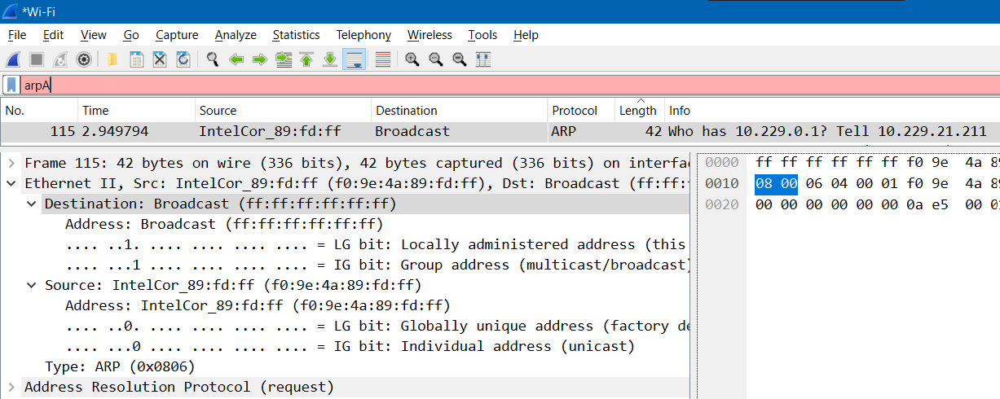 *Wi-Fi
File Edit View Go Capture Analyze Statistics Telephony Wireless Tools Help
arpA
No. Time Source Destination Protocol Length Info
115 2.949794 IntelCor_89:fd:ff Broadcast ARP 42 Who has 10.229.0.1? Tell 10.229.21.211
Frame 115: 42 bytes on wire (336 bits), 42 bytes captured (336 bits) on interfa
Ethernet II, Src: IntelCor_89:fd:ff (f0:9e:4a:89:fd:ff), Dst: Broadcast (ff:ff:
Destination: Broadcast (ff:ff:ff:ff:ff:ff)
Address: Broadcast (ff:ff:ff:ff:ff:ff)
.... ..1. .... .... .... .... = LG bit: Locally administered address (this
.... ...1 .... .... .... .... = IG bit: Group address (multicast/broadcast)
Source: IntelCor_89:fd:ff (f0:9e:4a:89:fd:ff)
Address: IntelCor_89:fd:ff (f0:9e:4a:89:fd:ff)
.... ..0. .... .... .... .... = LG bit: Globally unique address (factory de
.... ...0 .... .... .... .... = IG bit: Individual address (unicast)
Type: ARP (0x0806)
Address Resolution Protocol (request)
0000 ff ff ff ff ff ff f0 9e 4a 89
0010 08 00 06 04 00 01 f0 9e 4a 89
0020 00 00 00 00 00 00 0a e5 00 01